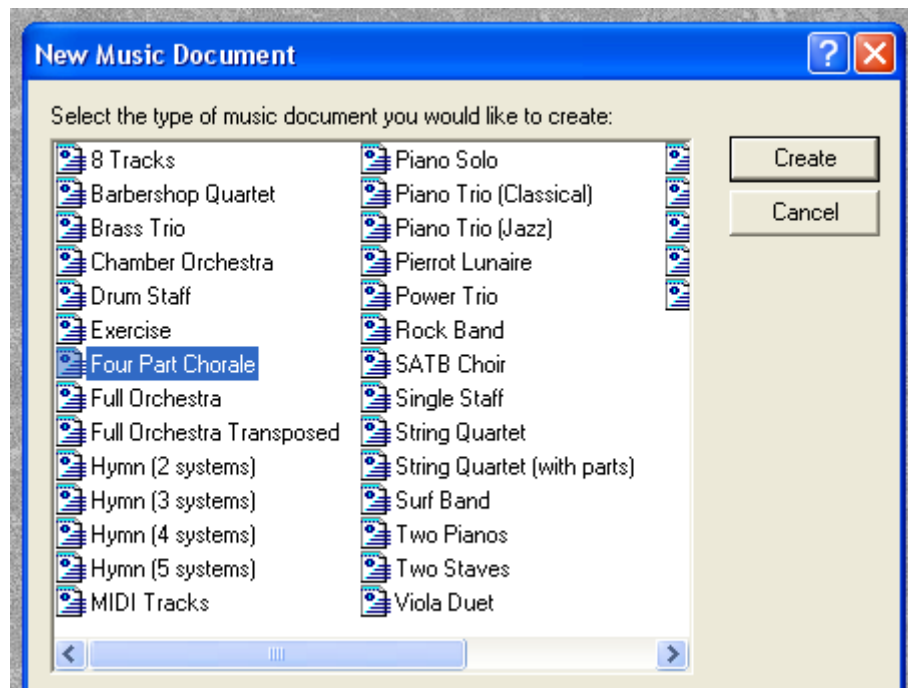 New Music Document
Select the type of music document you would like to create:
8 Tracks
Barbershop Quartet
Brass Trio
Chamber Orchestra
Drum Staff
Exercise
Four Part Chorale
Full Orchestra
Full Orchestra Transposed
Hymn (2 systems)
Hymn (3 systems)
Hymn (4 systems)
Hymn (5 systems)
MIDI Tracks
Piano Solo
Piano Trio (Classical)
Piano Trio (Jazz)
Pierrot Lunaire
Power Trio
Rock Band
SATB Choir
Single Staff
String Quartet
String Quartet (with parts)
Surf Band
Two Pianos
Two Staves
Viola Duet
Create
Cancel